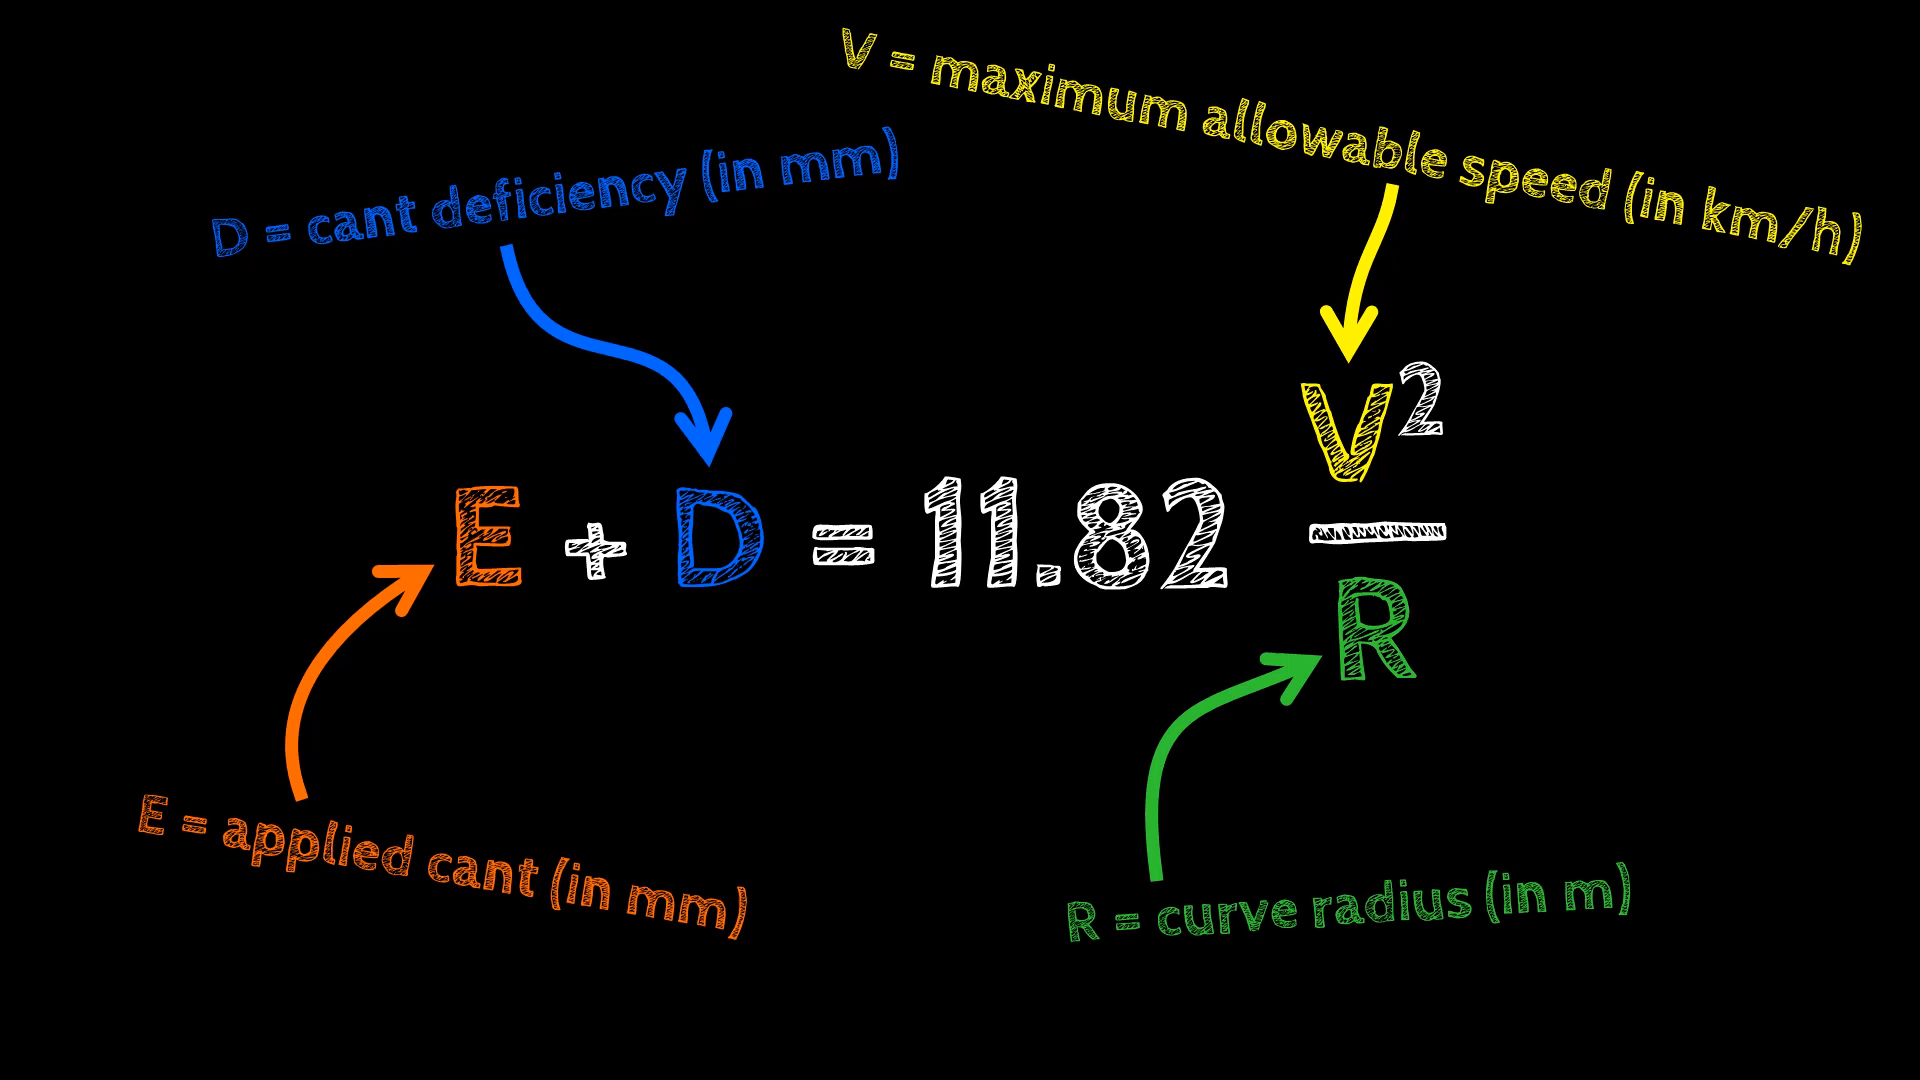 V = maximum allowable speed (in km/h)
D = cant deficiency (in mm)
E + D = 11.82 V² / R
E = applied cant (in mm)
R = curve radius (in m)